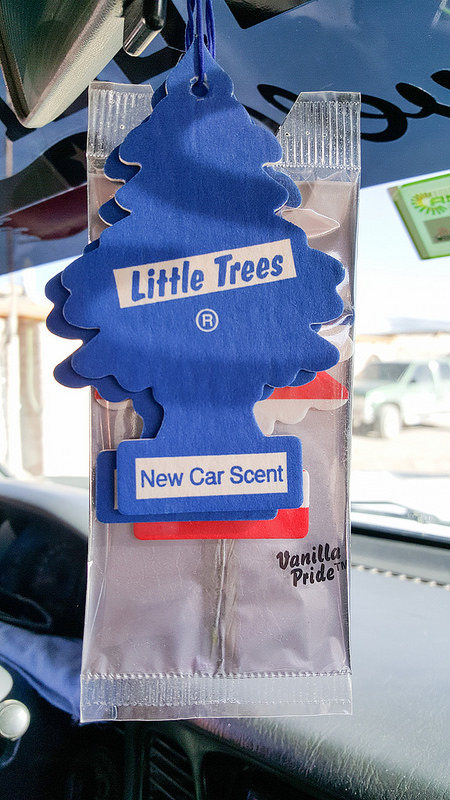 Little Trees
®
New Car Scent
Vanilla
Pride™